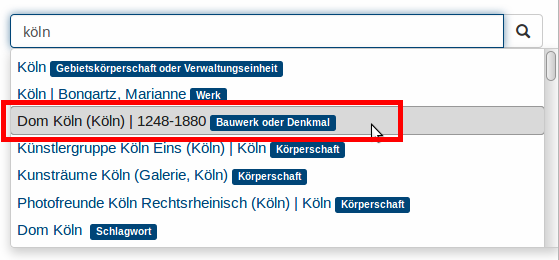 köln
Köln Gebietskörperschaft oder Verwaltungseinheit
Köln | Bongartz, Marianne Werk
Dom Köln (Köln) | 1248-1880 Bauwerk oder Denkmal
Künstlergruppe Köln Eins (Köln) | Köln Körperschaft
Kunsträume Köln (Galerie, Köln) Körperschaft
Photofreunde Köln Rechtsrheinisch (Köln) | Köln Körperschaft
Dom Köln Schlagwort